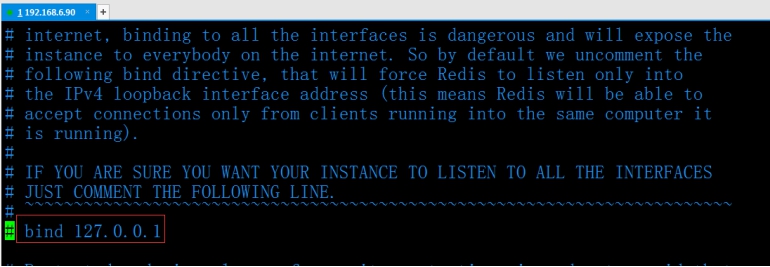 1 192.168.6.90 × +
# internet, binding to all the interfaces is dangerous and will expose the
# instance to everybody on the internet. So by default we uncomment the
# following bind directive, that will force Redis to listen only into
# the IPv4 loopback interface address (this means Redis will be able to
# accept connections only from clients running into the same computer it
# is running).
#
# IF YOU ARE SURE YOU WANT YOUR INSTANCE TO LISTEN TO ALL THE INTERFACES
# JUST COMMENT THE FOLLOWING LINE.
# ~~~~~~~~~~~~~~~~~~~~~~~~~~~~~~~~~~~~~~~~~~~~~~~~~~~~~~~~~~~~~~~~~~~~~~~~
# bind 127.0.0.1